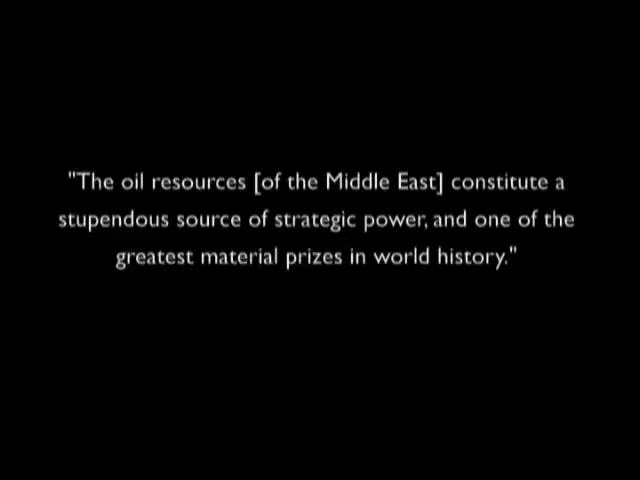 "The oil resources [of the Middle East] constitute a
stupendous source of strategic power, and one of the
greatest material prizes in world history."